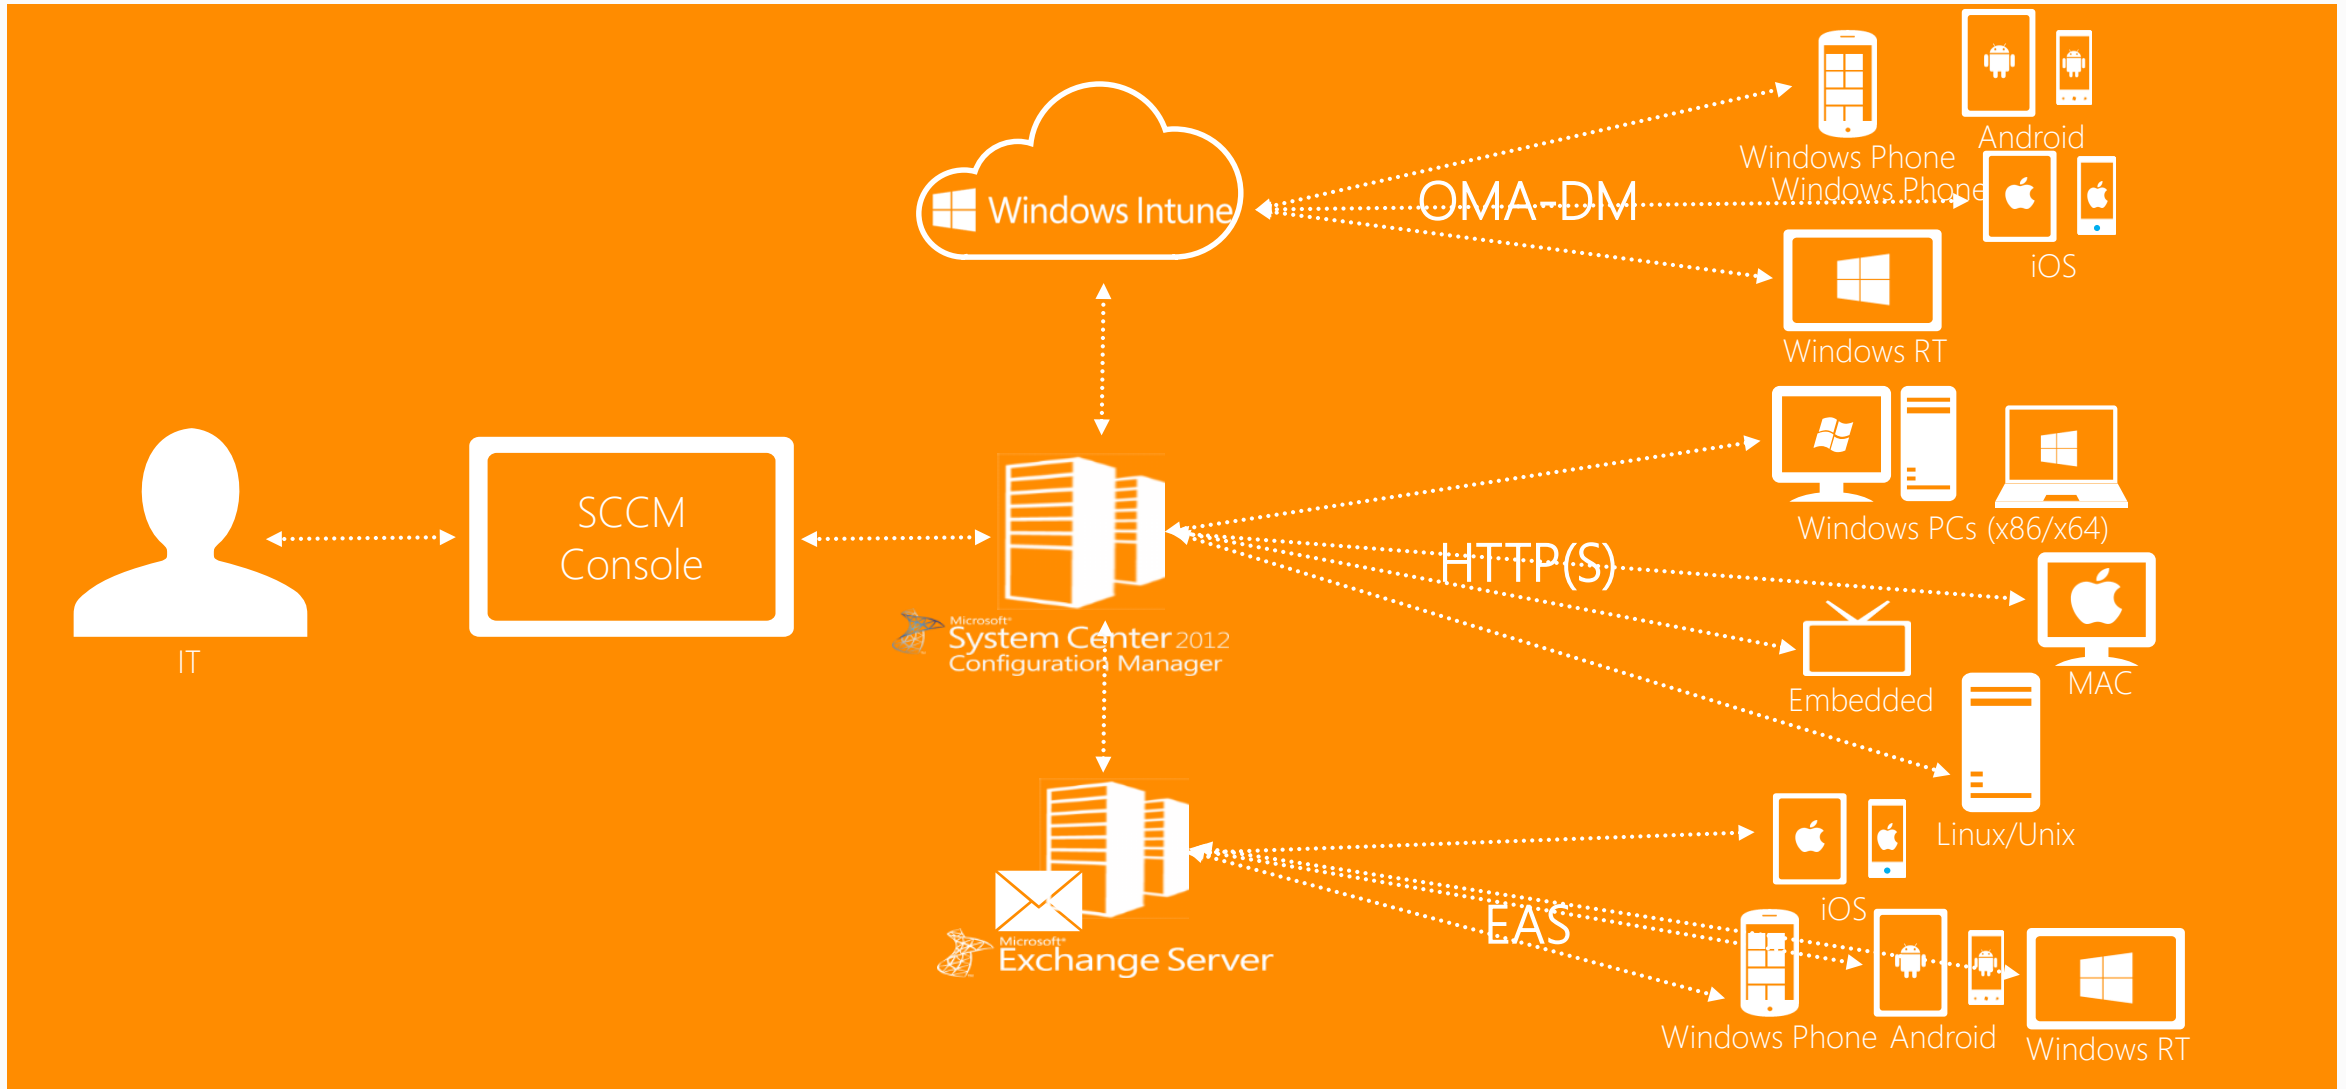 Android
Windows Phone
Windows Phone
OMA-DM
Windows Intune
iOS
Windows RT
SCCM
Console
Windows PCs (x86/x64)
HTTP(S)
Microsoft®
System Center 2012
Configuration Manager
IT
MAC
Embedded
Linux/Unix
iOS
EAS
Microsoft®
Exchange Server
Windows Phone
Android
Windows RT